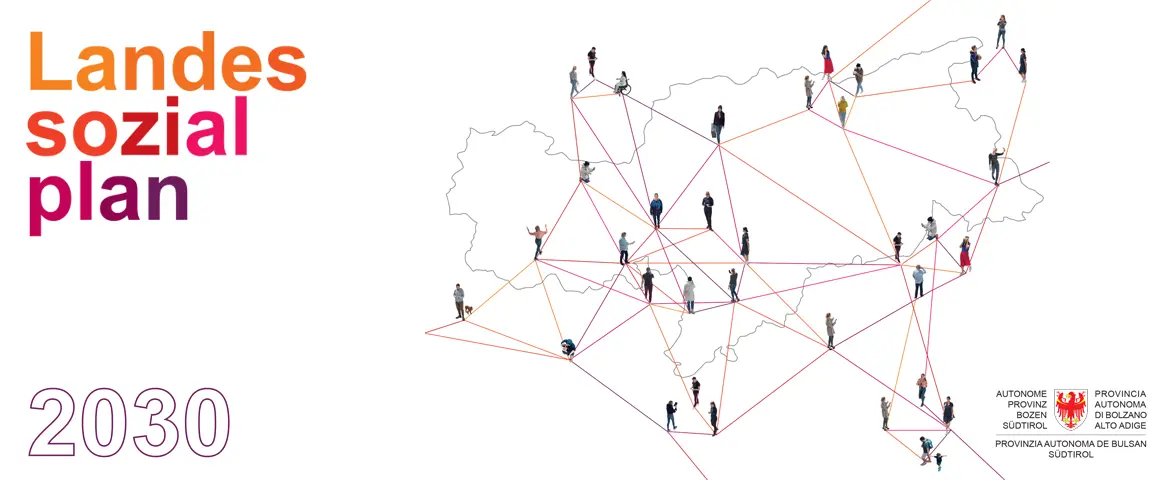 Landes
sozial
plan
2030
AUTONOME
PROVINZ
BOZEN
SÜDTIROL
PROVINCIA
AUTONOMA
DI BOLZANO
ALTO ADIGE
PROVINZIA AUTONOMA DE BULSAN
SÜDTIROL